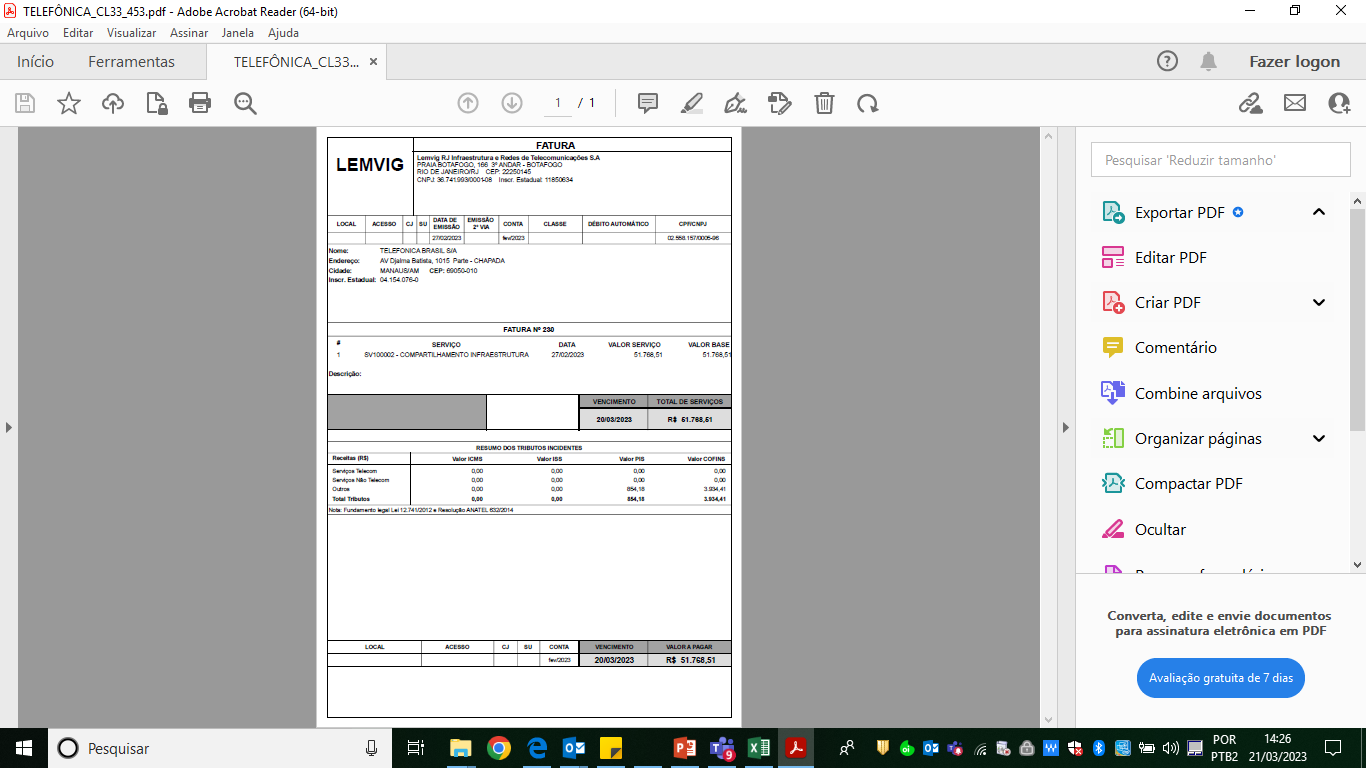 TELEFÔNICA_CL33_453.pdf - Adobe Acrobat Reader (64-bit)
Arquivo Editar Visualizar Assinar Janela Ajuda
Início Ferramentas TELEFÔNICA_CL33... × Fazer logon
1 / 1
FATURA
LEMVIG
Lemvig RJ Infraestrutura e Redes de Telecomunicações S.A
PRAIA BOTAFOGO, 166 3º ANDAR - BOTAFOGO
RIO DE JANEIRO/RJ CEP: 22250145
CNPJ: 36.741.993/0001-08 Inscr. Estadual: 11850634
LOCAL ACESSO CJ SU DATA DE EMISSÃO EMISSÃO 2ª VIA CONTA CLASSE DÉBITO AUTOMÁTICO CPF/CNPJ
27/02/2023 fev/2023 02.558.157/0005-96
Nome: TELEFONICA BRASIL S/A
Endereço: AV Djalma Batista, 1015 Parte - CHAPADA
Cidade: MANAUS/AM CEP: 69050-010
Inscr. Estadual: 04.154.076-0
FATURA Nº 230
# SERVIÇO DATA VALOR SERVIÇO VALOR BASE
1 SV100002 - COMPARTILHAMENTO INFRAESTRUTURA 27/02/2023 51.768,51 51.768,51
Descrição:
VENCIMENTO TOTAL DE SERVIÇOS
20/03/2023 R$ 51.768,51
RESUMO DOS TRIBUTOS INCIDENTES
Receitas (R$) Valor ICMS Valor ISS Valor PIS Valor COFINS
Serviços Telecom 0,00 0,00 0,00 0,00
Serviços Não Telecom 0,00 0,00 0,00 0,00
Outros 0,00 0,00 854,18 3.934,41
Total Tributos 0,00 0,00 854,18 3.934,41
Nota: Fundamento legal Lei 12.741/2012 e Resolução ANATEL 632/2014
LOCAL ACESSO CJ SU CONTA VENCIMENTO VALOR A PAGAR
fev/2023 20/03/2023 R$ 51.768,51
Pesquisar 'Reduzir tamanho'
Exportar PDF
Editar PDF
Criar PDF
Comentário
Combine arquivos
Organizar páginas
Compactar PDF
Ocultar
Converta, edite e envie documentos
para assinatura eletrônica em PDF
Avaliação gratuita de 7 dias
Pesquisar
9
POR
PTB2
14:26
21/03/2023